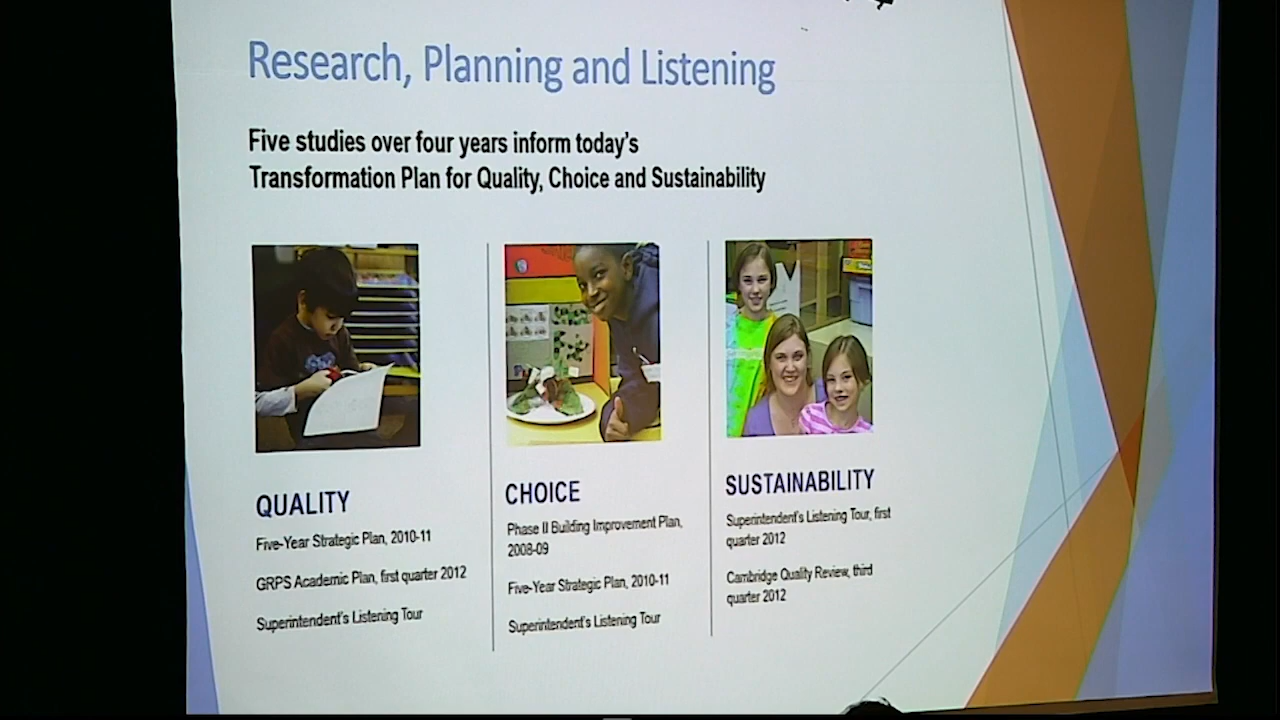 Research, Planning and Listening
Five studies over four years inform today's
Transformation Plan for Quality, Choice and Sustainability
QUALITY
Five-Year Strategic Plan, 2010-11
GRPS Academic Plan, first quarter 2012
Superintendent's Listening Tour
CHOICE
Phase II Building Improvement Plan,
2008-09
Five-Year Strategic Plan, 2010-11
Superintendent's Listening Tour
SUSTAINABILITY
Superintendent's Listening Tour, first
quarter 2012
Cambridge Quality Review, third
quarter 2012